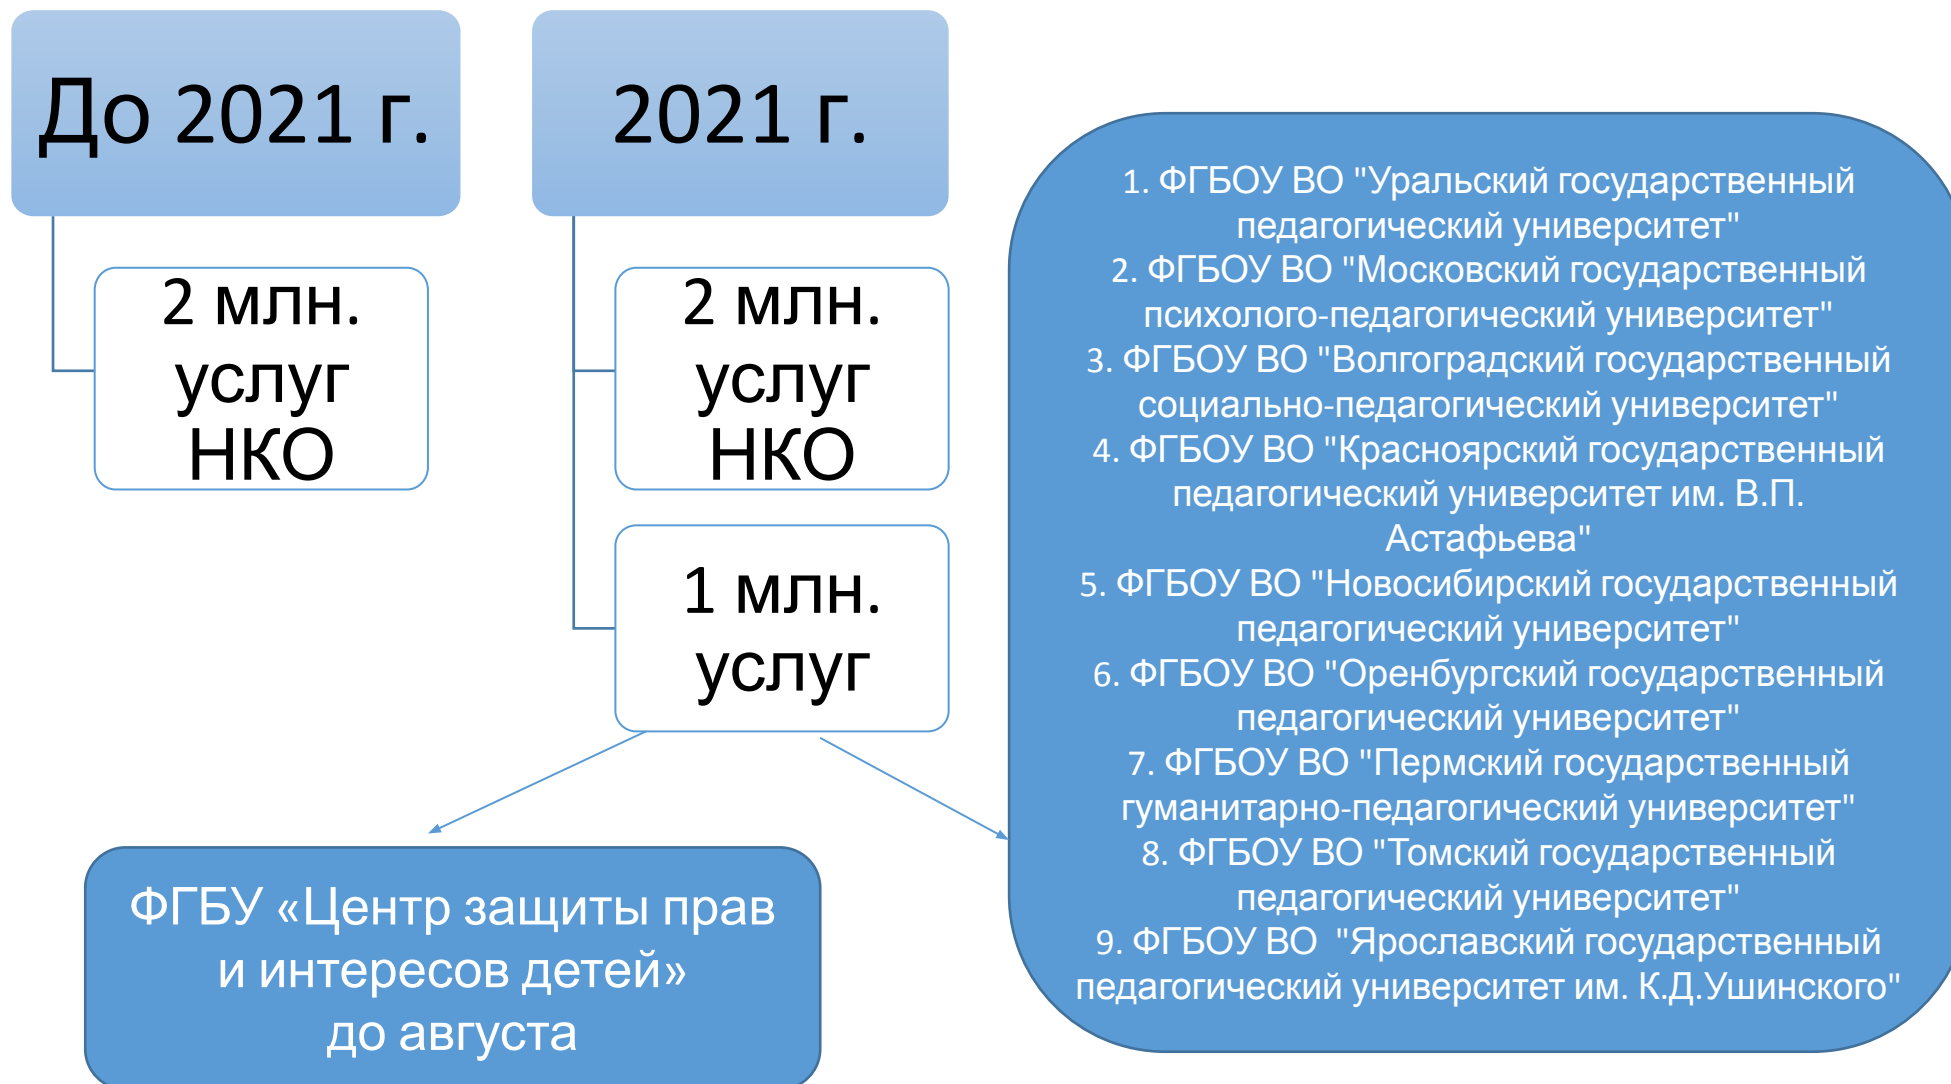 До 2021 г.
2 млн.
услуг
НКО
2021 г.
2 млн.
услуг
НКО
1 млн.
услуг
ФГБУ «Центр защиты прав
и интересов детей»
до августа
1. ФГБОУ ВО "Уральский государственный
педагогический университет"
2. ФГБОУ ВО "Московский государственный
психолого-педагогический университет"
3. ФГБОУ ВО "Волгоградский государственный
социально-педагогический университет"
4. ФГБОУ ВО "Красноярский государственный
педагогический университет им. В.П.
Астафьева"
5. ФГБОУ ВО "Новосибирский государственный
педагогический университет"
6. ФГБОУ ВО "Оренбургский государственный
педагогический университет"
7. ФГБОУ ВО "Пермский государственный
гуманитарно-педагогический университет"
8. ФГБОУ ВО "Томский государственный
педагогический университет"
9. ФГБОУ ВО  "Ярославский государственный
педагогический университет им. К.Д.Ушинского"